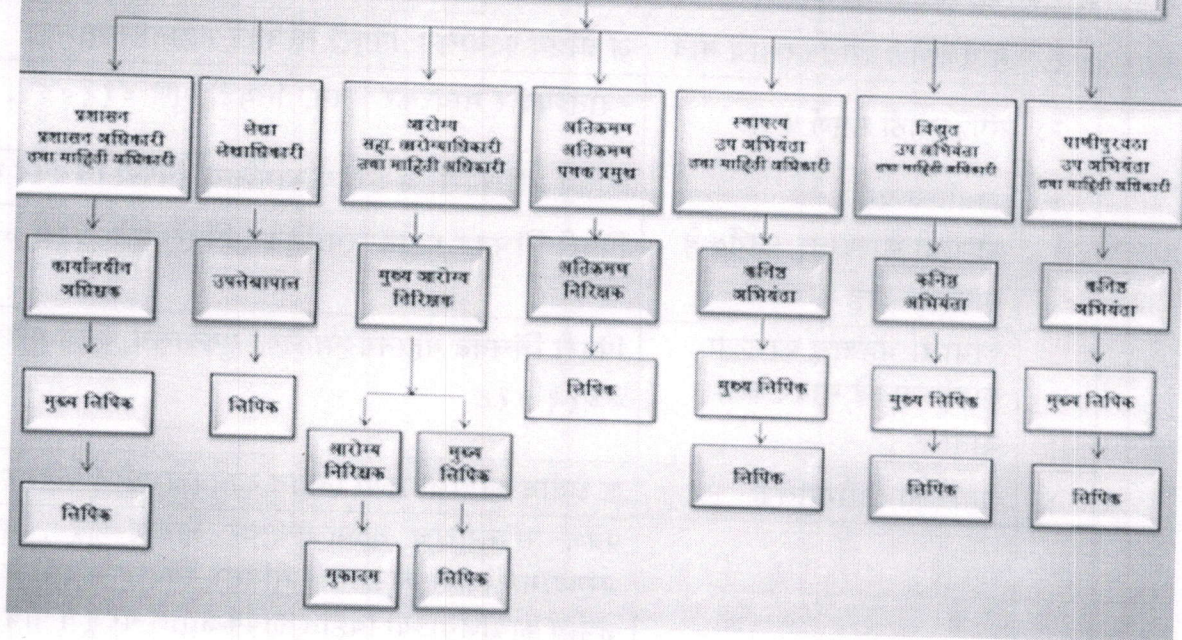 प्रशासन
प्रशासन अधिकारी
तथा माहिती अधिकारी
लेखा
लेखाधिकारी
आरोग्य
सहा. आरोग्याधिकारी
तथा माहिती अधिकारी
अतिक्रमण
अतिक्रमण
पथक प्रमुख
स्थापत्य
उप अभियंता
तथा माहिती अधिकारी
विद्युत
उप अभियंता
तथा माहिती अधिकारी
पाणीपुरवठा
उप अभियंता
तथा माहिती अधिकारी
कार्यालयीन
अधिक्षक
उपलेखापाल
मुख्य आरोग्य
निरिक्षक
अतिक्रमण
निरिक्षक
कनिष्ठ
अभियंता
कनिष्ठ
अभियंता
कनिष्ठ
अभियंता
मुख्य लिपिक
लिपिक
लिपिक
मुख्य लिपिक
मुख्य लिपिक
मुख्य लिपिक
आरोग्य
निरिक्षक
मुख्य
लिपिक
लिपिक
लिपिक
लिपिक
लिपिक
मुकादम
लिपिक